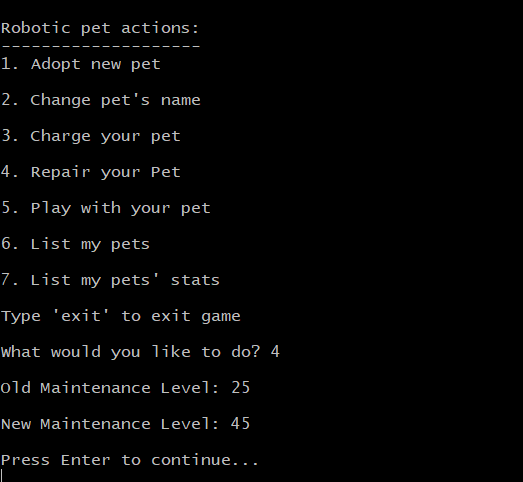 Robotic pet actions:
--------------------
1. Adopt new pet
2. Change pet's name
3. Charge your pet
4. Repair your Pet
5. Play with your pet
6. List my pets
7. List my pets' stats
Type 'exit' to exit game
What would you like to do? 4
Old Maintenance Level: 25
New Maintenance Level: 45
Press Enter to continue...